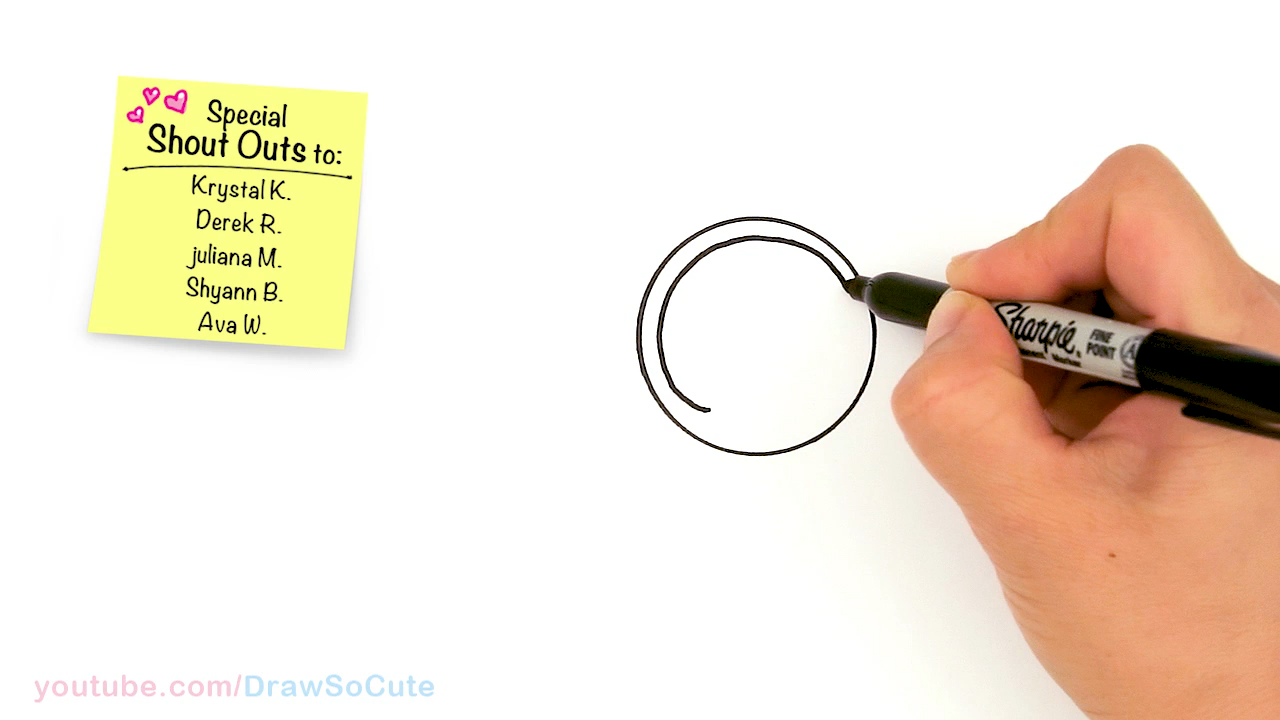 Special
Shout Outs to:
Krystal K.
Derek R.
juliana M.
Shyann B.
Ava W.
Sharpie
FINE
POINT
youtube.com/DrawSoCute